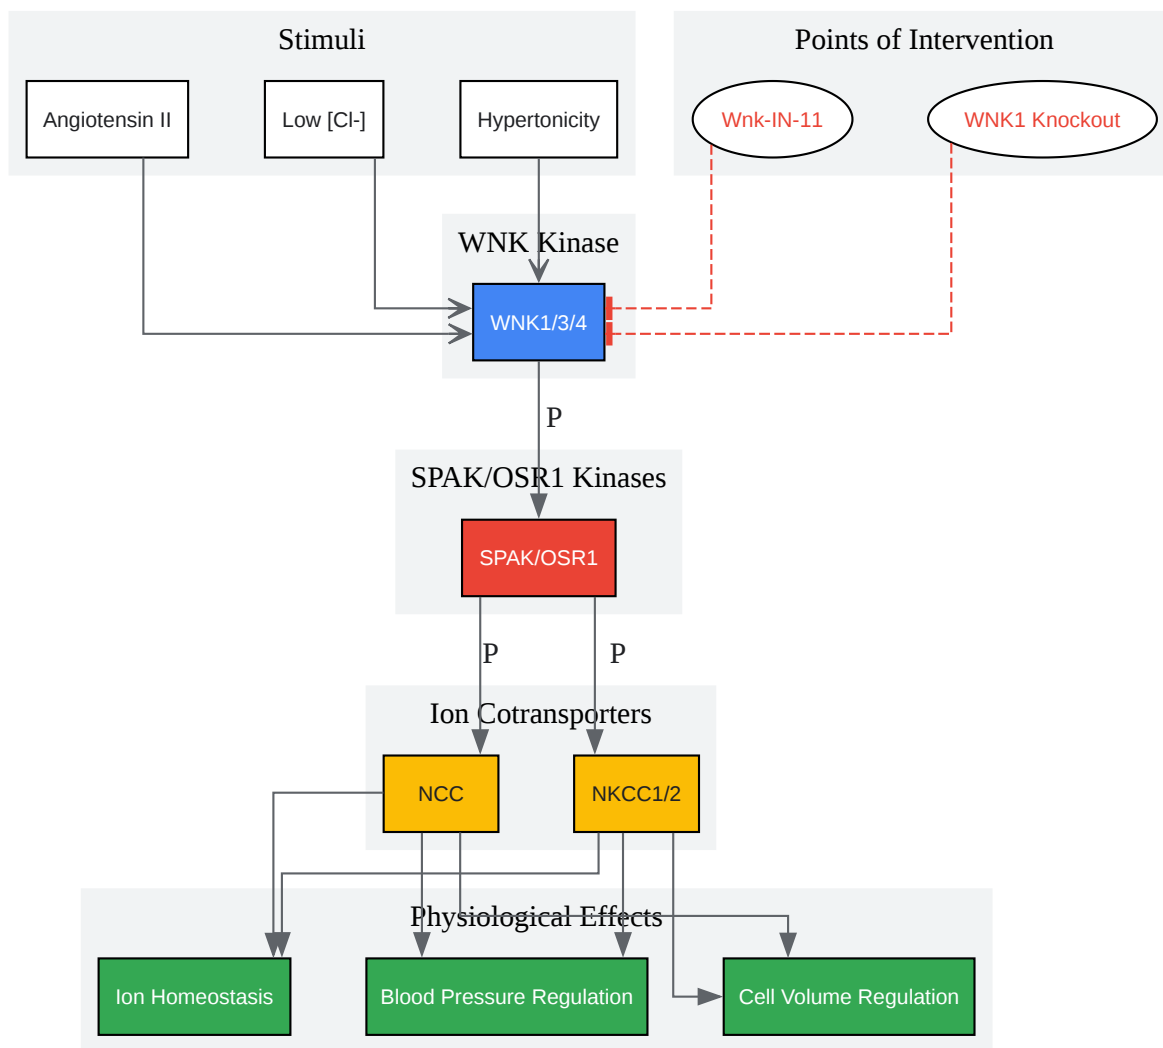 Stimuli
Points of Intervention
Angiotensin II
Low [Cl-]
Hypertonicity
Wnk-IN-11
WNK1 Knockout
WNK Kinase
WNK1/3/4
P
SPAK/OSR1 Kinases
SPAK/OSR1
P
P
Ion Cotransporters
NCC
NKCC1/2
Physiological Effects
Ion Homeostasis
Blood Pressure Regulation
Cell Volume Regulation